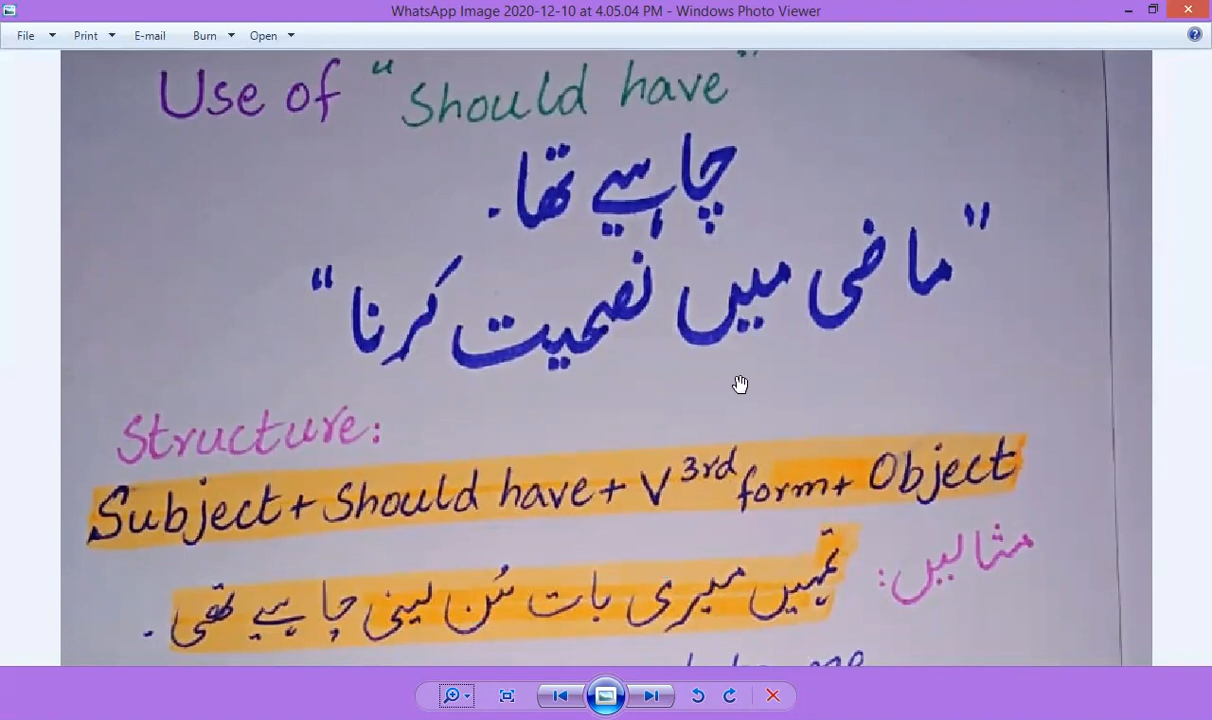 WhatsApp Image 2020-12-10 at 4.05.04 PM - Windows Photo Viewer
File Print E-mail Burn Open
Use of "Should have"
چاہیے تھا۔
"ماضی میں نصحیت کرنا"
Structure:
Subject + Should have + V 3rd form + Object
مثالیں:
تمہیں میری بات سُن لینی چاہیے تھی۔